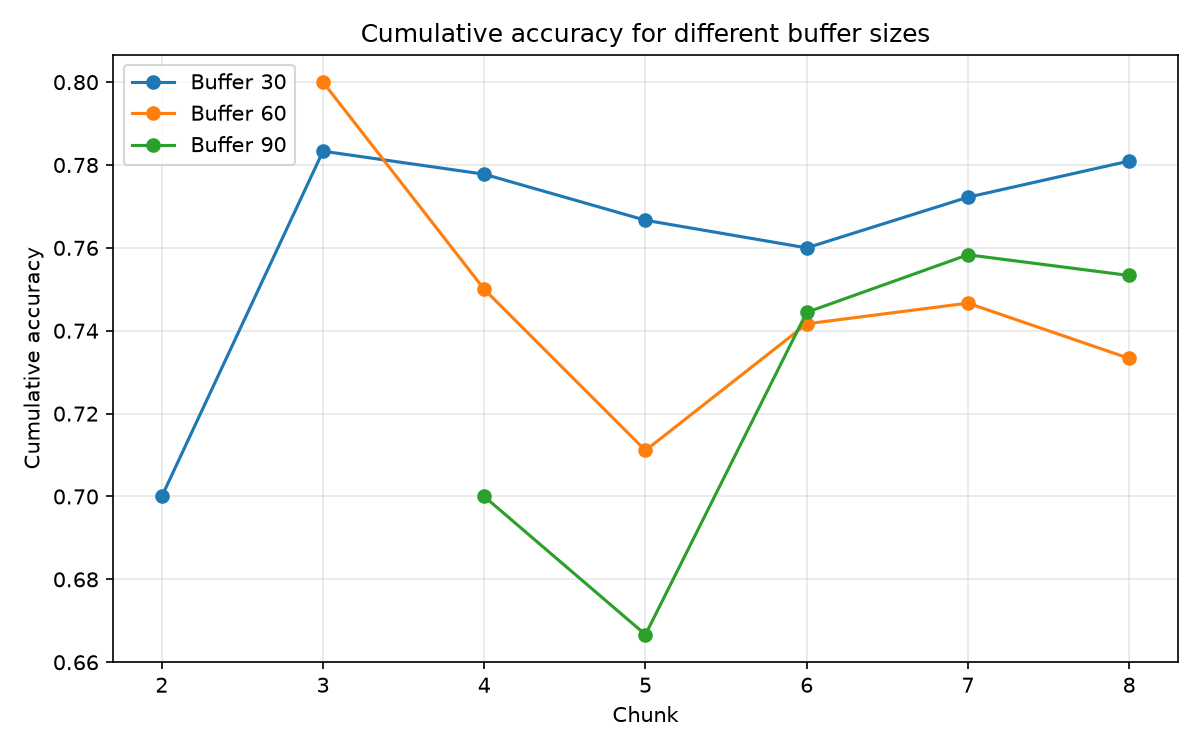 Cumulative accuracy for different buffer sizes
Buffer 30
Buffer 60
Buffer 90
Cumulative accuracy
0.80
0.78
0.76
0.74
0.72
0.70
0.68
0.66
2 3 4 5 6 7 8
Chunk